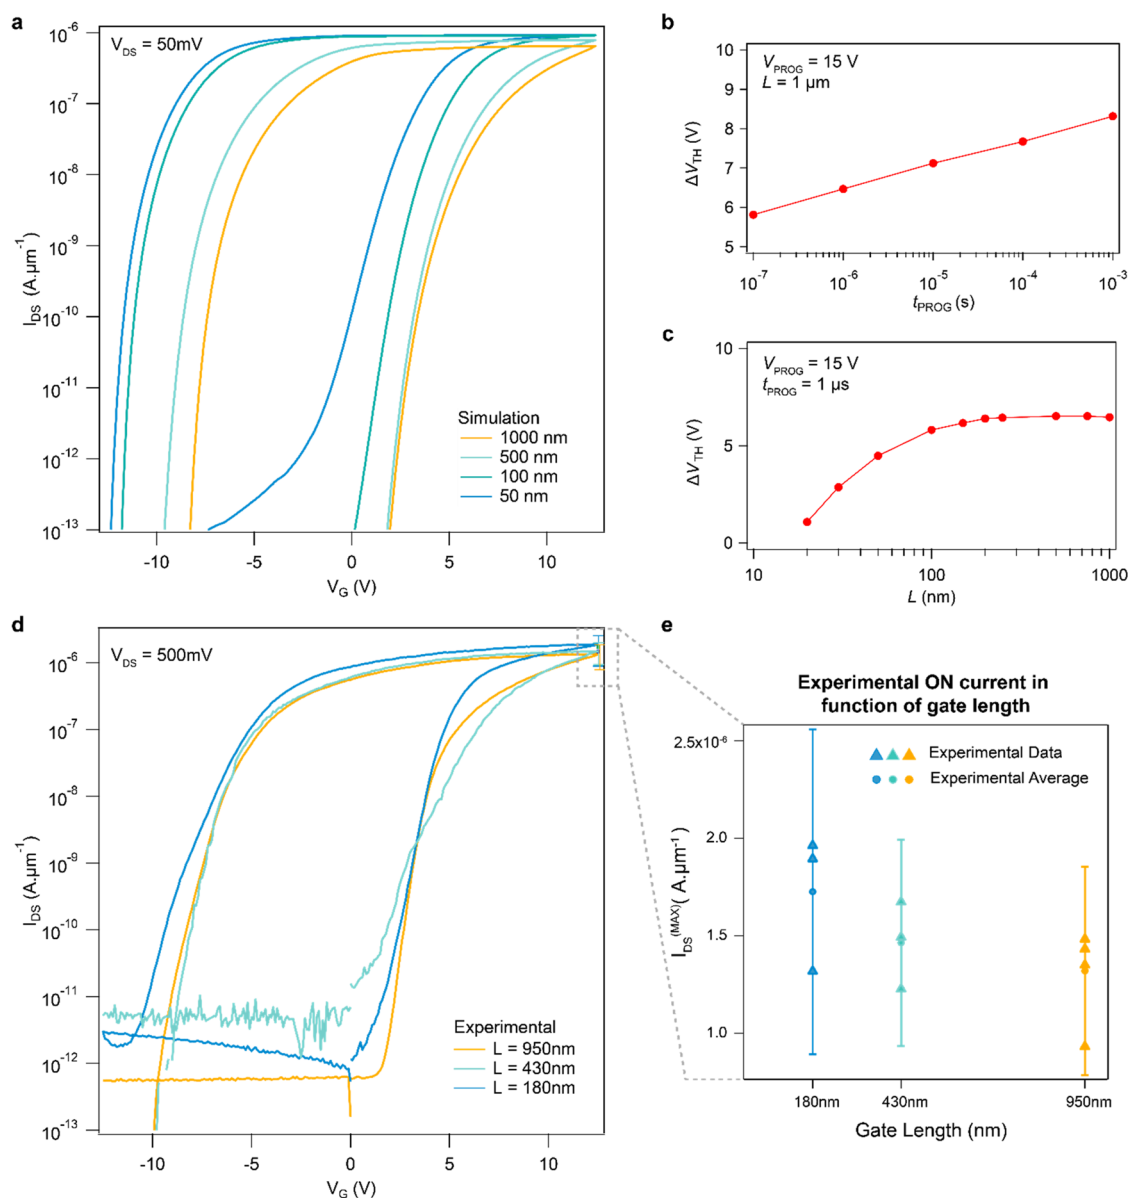 a
V_DS = 50mV
10^-6
10^-7
10^-8
10^-9
10^-10
10^-11
10^-12
10^-13
I_DS (A.µm^-1)
Simulation
1000 nm
500 nm
100 nm
50 nm
-10
-5
0
5
10
V_G (V)
b
V_PROG = 15 V
L = 1 µm
10
9
8
7
6
5
ΔV_TH (V)
10^-7
10^-6
10^-5
10^-4
10^-3
t_PROG (s)
c
V_PROG = 15 V
t_PROG = 1 µs
10
5
0
ΔV_TH (V)
10
100
1000
L (nm)
d
V_DS = 500mV
10^-6
10^-7
10^-8
10^-9
10^-10
10^-11
10^-12
10^-13
I_DS (A.µm^-1)
Experimental
L = 950nm
L = 430nm
L = 180nm
-10
-5
0
5
10
V_G (V)
e
Experimental ON current in
function of gate length
2.5x10^-6
2.0
1.5
1.0
I_DS^(MAX)( A.µm^-1)
Experimental Data
Experimental Average
180nm
430nm
950nm
Gate Length (nm)